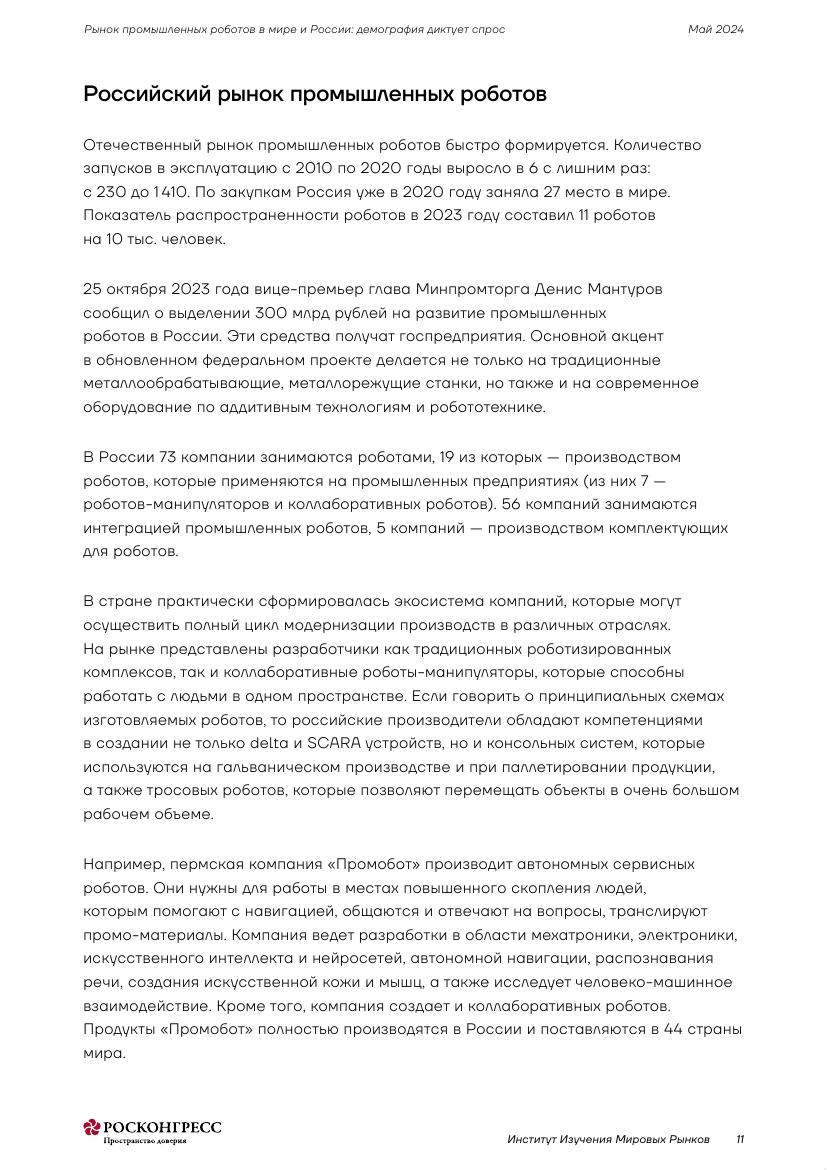 Рынок промышленных роботов в мире и России: демография диктует спрос
Май 2024
Российский рынок промышленных роботов
Отечественный рынок промышленных роботов быстро формируется. Количество
запусков в эксплуатацию с 2010 по 2020 годы выросло в 6 с лишним раз:
с 230 до 1 410. По закупкам Россия уже в 2020 году заняла 27 место в мире.
Показатель распространенности роботов в 2023 году составил 11 роботов
на 10 тыс. человек.
25 октября 2023 года вице-премьер глава Минпромторга Денис Мантуров
сообщил о выделении 300 млрд рублей на развитие промышленных
роботов в России. Эти средства получат госпредприятия. Основной акцент
в обновленном федеральном проекте делается не только на традиционные
металлообрабатывающие, металлорежущие станки, но также и на современное
оборудование по аддитивным технологиям и робототехнике.
В России 73 компании занимаются роботами, 19 из которых — производством
роботов, которые применяются на промышленных предприятиях (из них 7 —
роботов-манипуляторов и коллаборативных роботов). 56 компаний занимаются
интеграцией промышленных роботов, 5 компаний — производством комплектующих
для роботов.
В стране практически сформировалась экосистема компаний, которые могут
осуществить полный цикл модернизации производств в различных отраслях.
На рынке представлены разработчики как традиционных роботизированных
комплексов, так и коллаборативные роботы-манипуляторы, которые способны
работать с людьми в одном пространстве. Если говорить о принципиальных схемах
изготовляемых роботов, то российские производители обладают компетенциями
в создании не только delta и SCARA устройств, но и консольных систем, которые
используются на гальваническом производстве и при паллетировании продукции,
а также тросовых роботов, которые позволяют перемещать объекты в очень большом
рабочем объеме.
Например, пермская компания «Промобот» производит автономных сервисных
роботов. Они нужны для работы в местах повышенного скопления людей,
которым помогают с навигацией, общаются и отвечают на вопросы, транслируют
промо-материалы. Компания ведет разработки в области мехатроники, электроники,
искусственного интеллекта и нейросетей, автономной навигации, распознавания
речи, создания искусственной кожи и мышц, а также исследует человеко-машинное
взаимодействие. Кроме того, компания создает и коллаборативных роботов.
Продукты «Промобот» полностью производятся в России и поставляются в 44 страны
мира.
РОСКОНГРЕСС
Пространство доверия
Институт Изучения Мировых Рынков
11